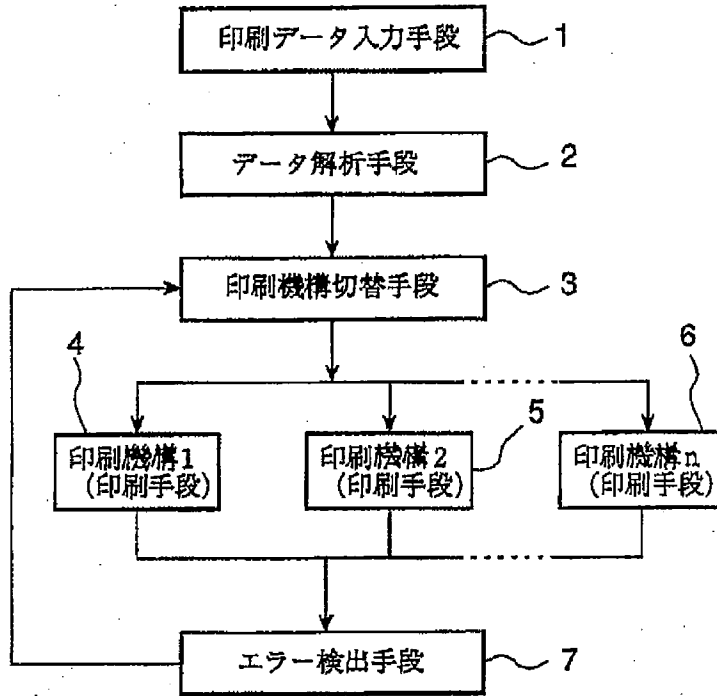 印刷データ入力手段
1
データ解析手段
2
印刷機構切替手段
3
4
印刷機構1
(印刷手段)
5
印刷機構2
(印刷手段)
6
印刷機構n
(印刷手段)
エラー検出手段
7